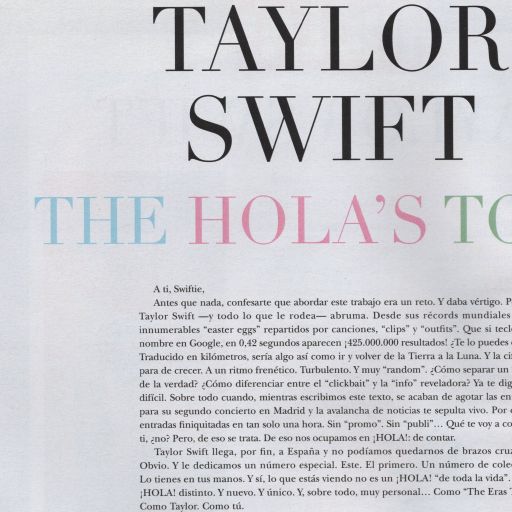 TAYLOR
SWIFT
THE HOLA'S
A ti, Swiftie,
Antes que nada, confesarte que abordar este trabajo era un reto. Y daba vértigo.
Taylor Swift —y todo lo que le rodea— abruma. Desde sus récords mundiales
innumerables “easter eggs” repartidos por canciones, “clips” y “outfits”. Que si
nombre en Google, en 0,42 segundos aparecen ¡425.000.000 resultados! ¿Te lo puedes
Traducido en kilómetros, sería algo así como ir y volver de la Tierra a la Luna. Y la
para de crecer. A un ritmo frenético. Turbulento. Y muy “random”. ¿Cómo separar un
de la verdad? ¿Cómo diferenciar entre el “clickbait” y la “info” reveladora? Ya te
difícil. Sobre todo cuando, mientras escribimos este texto, se acaban de agotar las
para su segundo concierto en Madrid y la avalancha de noticias te sepulta vivo. Por
entradas finiquitadas en tan solo una hora. Sin “promo”. Sin “publi”... Qué te voy a
ti, ¿no? Pero, de eso se trata. De eso nos ocupamos en ¡HOLA!: de contar.
Taylor Swift llega, por fin, a España y no podíamos quedarnos de brazos
Obvio. Y le dedicamos un número especial. Este. El primero. Un número de
Lo tienes en tus manos. Y sí, lo que estás viendo no es un ¡HOLA! “de toda la vida”.
¡HOLA! distinto. Y nuevo. Y único. Y, sobre todo, muy personal... Como “The Eras
Como Taylor. Como tú.